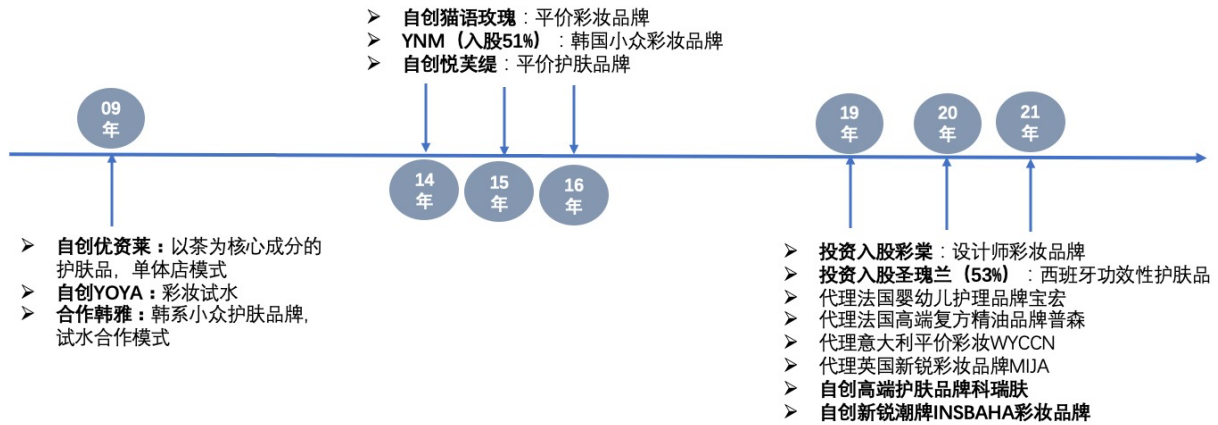 ➤ 自创猫语玫瑰：平价彩妆品牌
➤ YNM（入股51%）：韩国小众彩妆品牌
➤ 自创悦芙缇：平价护肤品牌
09
年
19
年
20
年
21
年
14
年
15
年
16
年
➤ 自创优资莱：以茶为核心成分的
护肤品，单体店模式
➤ 自创YOYA：彩妆试水
➤ 合作韩雅：韩系小众护肤品牌，
试水合作模式
➤ 投资入股彩棠：设计师彩妆品牌
➤ 投资入股圣瑰兰（53%）：西班牙功效性护肤品
➤ 代理法国婴幼儿护理品牌宝宏
➤ 代理法国高端复方精油品牌普森
➤ 代理意大利平价彩妆WYCCN
➤ 代理英国新锐彩妆品牌MIJA
➤ 自创高端护肤品牌科瑞肤
➤ 自创新锐潮牌INSBAHA彩妆品牌